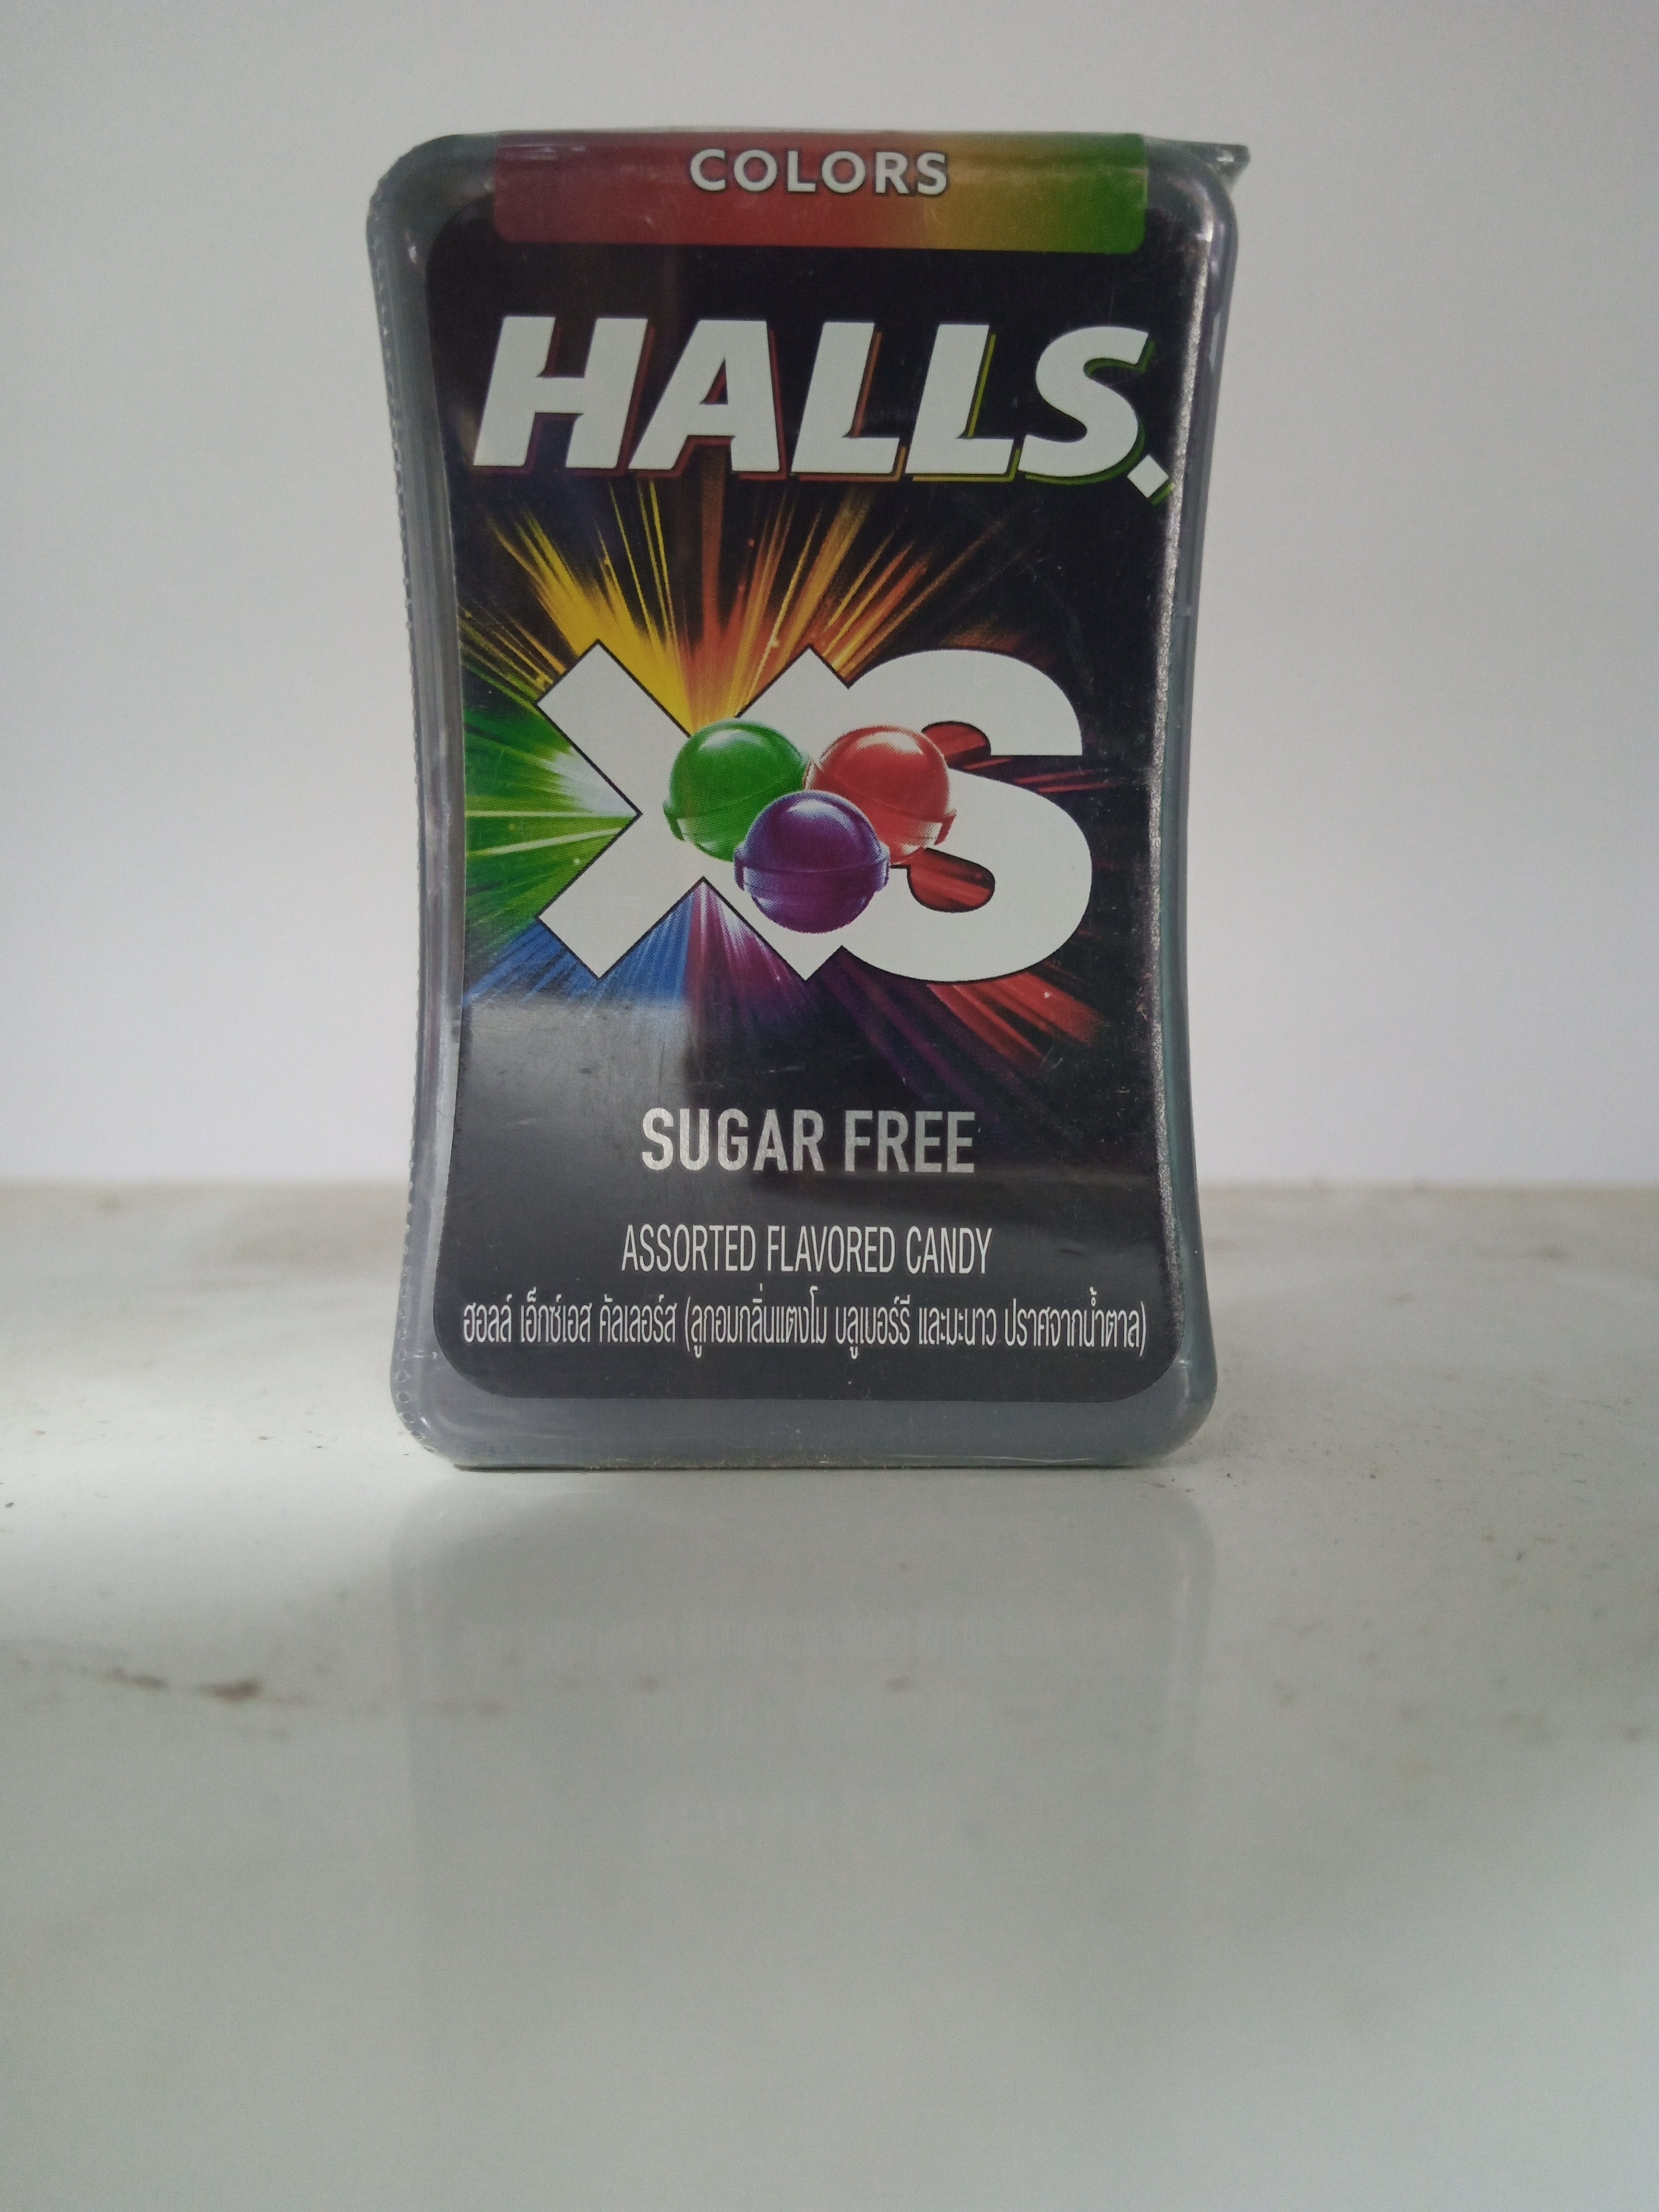 COLORS
HALLS
XS
SUGAR FREE
ASSORTED FLAVORED CANDY
ฮอลล์ เอ็กซ์เอส คัลเลอร์ส (ลูกอมกลิ่นแตงโม บลูเบอร์รี และมะนาว ปราศจากน้ำตาล)